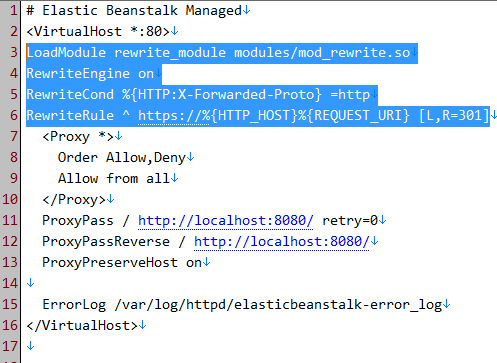 1 # Elastic Beanstalk Managed↓
2 <VirtualHost *:80>↓
3 LoadModule rewrite_module modules/mod_rewrite.so↓
4 RewriteEngine on↓
5 RewriteCond %{HTTP:X-Forwarded-Proto} =http↓
6 RewriteRule ^ https://%{HTTP_HOST}%{REQUEST_URI} [L,R=301]↓
7   <Proxy *>↓
8     Order Allow,Deny↓
9     Allow from all↓
10   </Proxy>↓
11   ProxyPass / http://localhost:8080/ retry=0↓
12   ProxyPassReverse / http://localhost:8080/↓
13   ProxyPreserveHost on↓
14 ↓
15   ErrorLog /var/log/httpd/elasticbeanstalk-error_log↓
16 </VirtualHost>↓
17 ↓